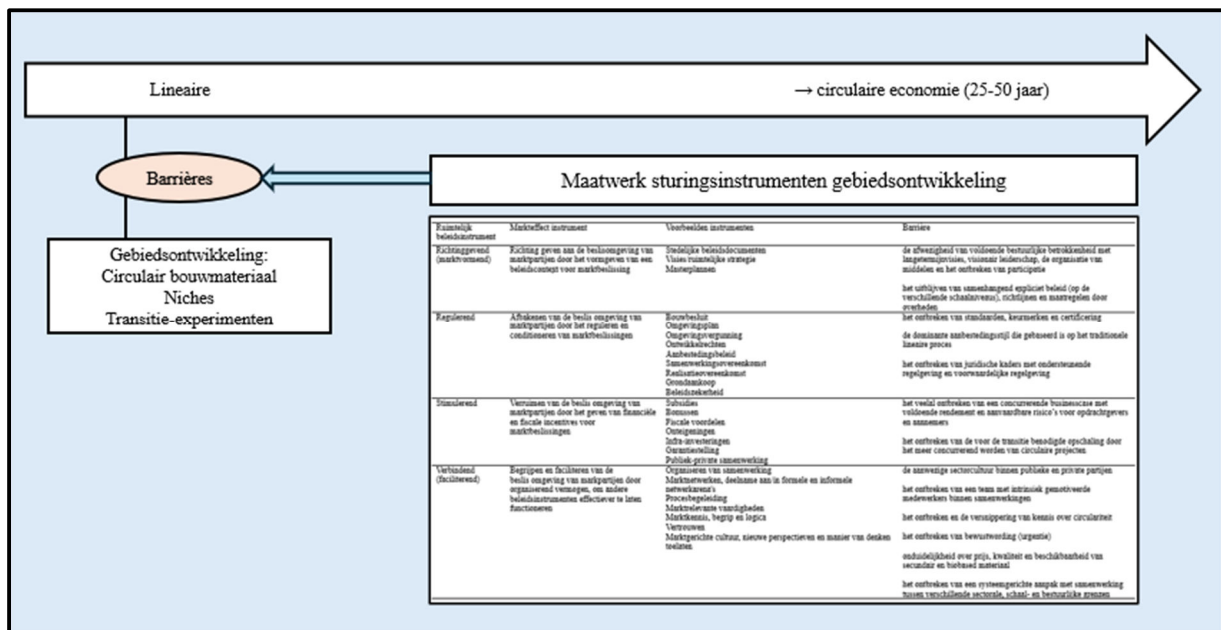 Lineaire → circulaire economie (25-50 jaar)
Barrières
Maatwerk sturingsinstrumenten gebiedsontwikkeling
Gebiedsontwikkeling:
Circulair bouwmateriaal
Niches
Transitie-experimenten
Ruimtelijk
beleidsinstrument
Markteffect instrument
Voorbeelden instrumenten
Barrière
Richtinggevend
(marktvormend)
Richting geven aan de beslisomgeving van
marktpartijen door het vormgeven van een
beleidscontext voor marktbeslissing
Stedelijke beleidsdocumenten
Visies ruimtelijke strategie
Masterplannen
de afwezigheid van voldoende bestuurlijke betrokkenheid met
langetermijnvisies, visionair leiderschap, de organisatie van
middelen en het ontbreken van participatie
het uitblijven van samenhangend expliciet beleid (op de
verschillende schaalniveaus), richtlijnen en maatregelen door
overheden
Regulerend
Afbakenen van de beslis omgeving van
marktpartijen door het reguleren en
conditioneren van marktbeslissingen
Bouwbesluit
Omgevingsplan
Omgevingsvergunning
Ontwikkelrechten
Aanbestedingsbeleid
Samenwerkingsovereenkomst
Realisatieovereenkomst
Grondaankoop
Beleidszekerheid
het ontbreken van standaarden, keurmerken en certificering
de dominante aanbestedingsstijl die gebaseerd is op het traditionele
lineaire proces
het ontbreken van juridische kaders met ondersteunende
regelgeving en voorwaardelijke regelgeving
Stimulerend
Verruimen van de beslis omgeving van
marktpartijen door het geven van financiële
en fiscale incentives voor
marktbeslissingen
Subsidies
Bonussen
Fiscale voordelen
Onteigeningen
Infra-investeringen
Garantiestelling
Publiek-private samenwerking
het veelal ontbreken van een concurrerende businesscase met
voldoende rendement en aanvaardbare risico's voor opdrachtgevers
en aannemers
het ontbreken van de voor de transitie benodigde opschaling door
het meer concurrerend worden van circulaire projecten
Verbindend
(faciliterend)
Begrijpen en faciliteren van de
beslis omgeving van marktpartijen door
organiserend vermogen, om andere
beleidsinstrumenten effectiever te laten
functioneren
Organiseren van samenwerking
Marktnetwerken, deelname aan in formele en informele
netwerkarena's
Procesbegeleiding
Marktrelevante vaardigheden
Marktkennis, begrip en logica
Vertrouwen
Marktgerichte cultuur, nieuwe perspectieven en manier van denken
toelaten
de aanwezige sectorcultuur binnen publieke en private partijen
het ontbreken van een team met intrinsiek gemotiveerde
medewerkers binnen samenwerkingen
het ontbreken en de versnippering van kennis over circulariteit
het ontbreken van bewustwording (urgentie)
onduidelijkheid over prijs, kwaliteit en beschikbaarheid van
secundair en biobased materiaal
het ontbreken van een systeemgerichte aanpak met samenwerking
tussen verschillende sectorale, schaal- en bestuurlijke grenzen